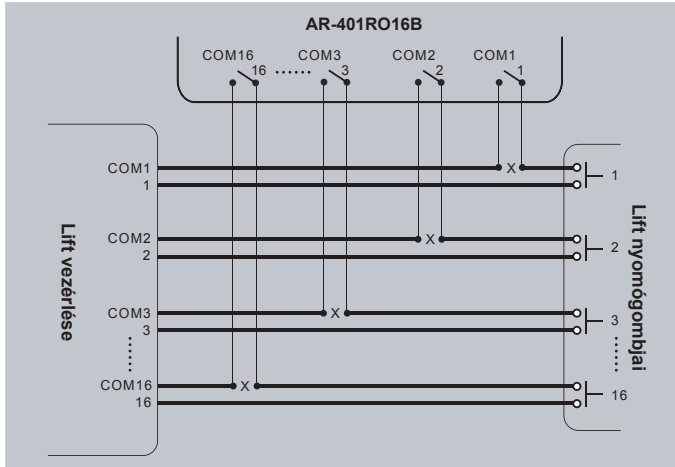 AR-401RO16B
COM16 COM3 COM2 COM1
16 ...... 3 2 1
COM1 X 1
1
COM2 X 2
2
COM3 X 3
3
...... ......
COM16 X 16
16
Lift vezérlése
Lift nyomógombjai